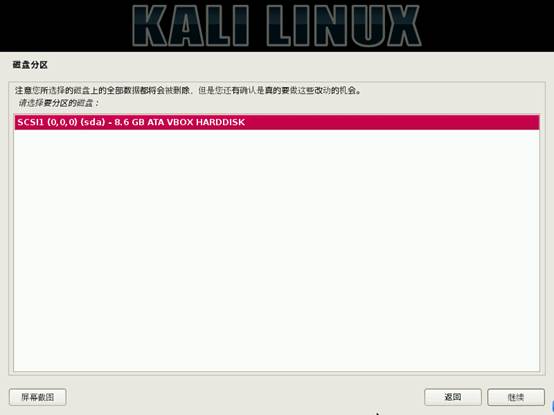 KALI LINUX
磁盘分区
注意您所选择的磁盘上的全部数据都将会被删除，但是您还有确认是真的要做这些改动的机会。
请选择要分区的磁盘：
SCSI1 (0,0,0) (sda) - 8.6 GB ATA VBOX HARDDISK
屏幕截图
返回
继续